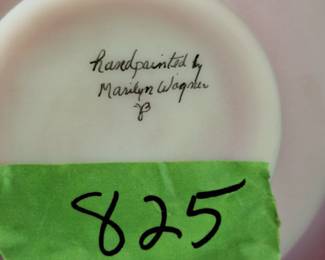 handpainted by
Marilyn Wagner
825